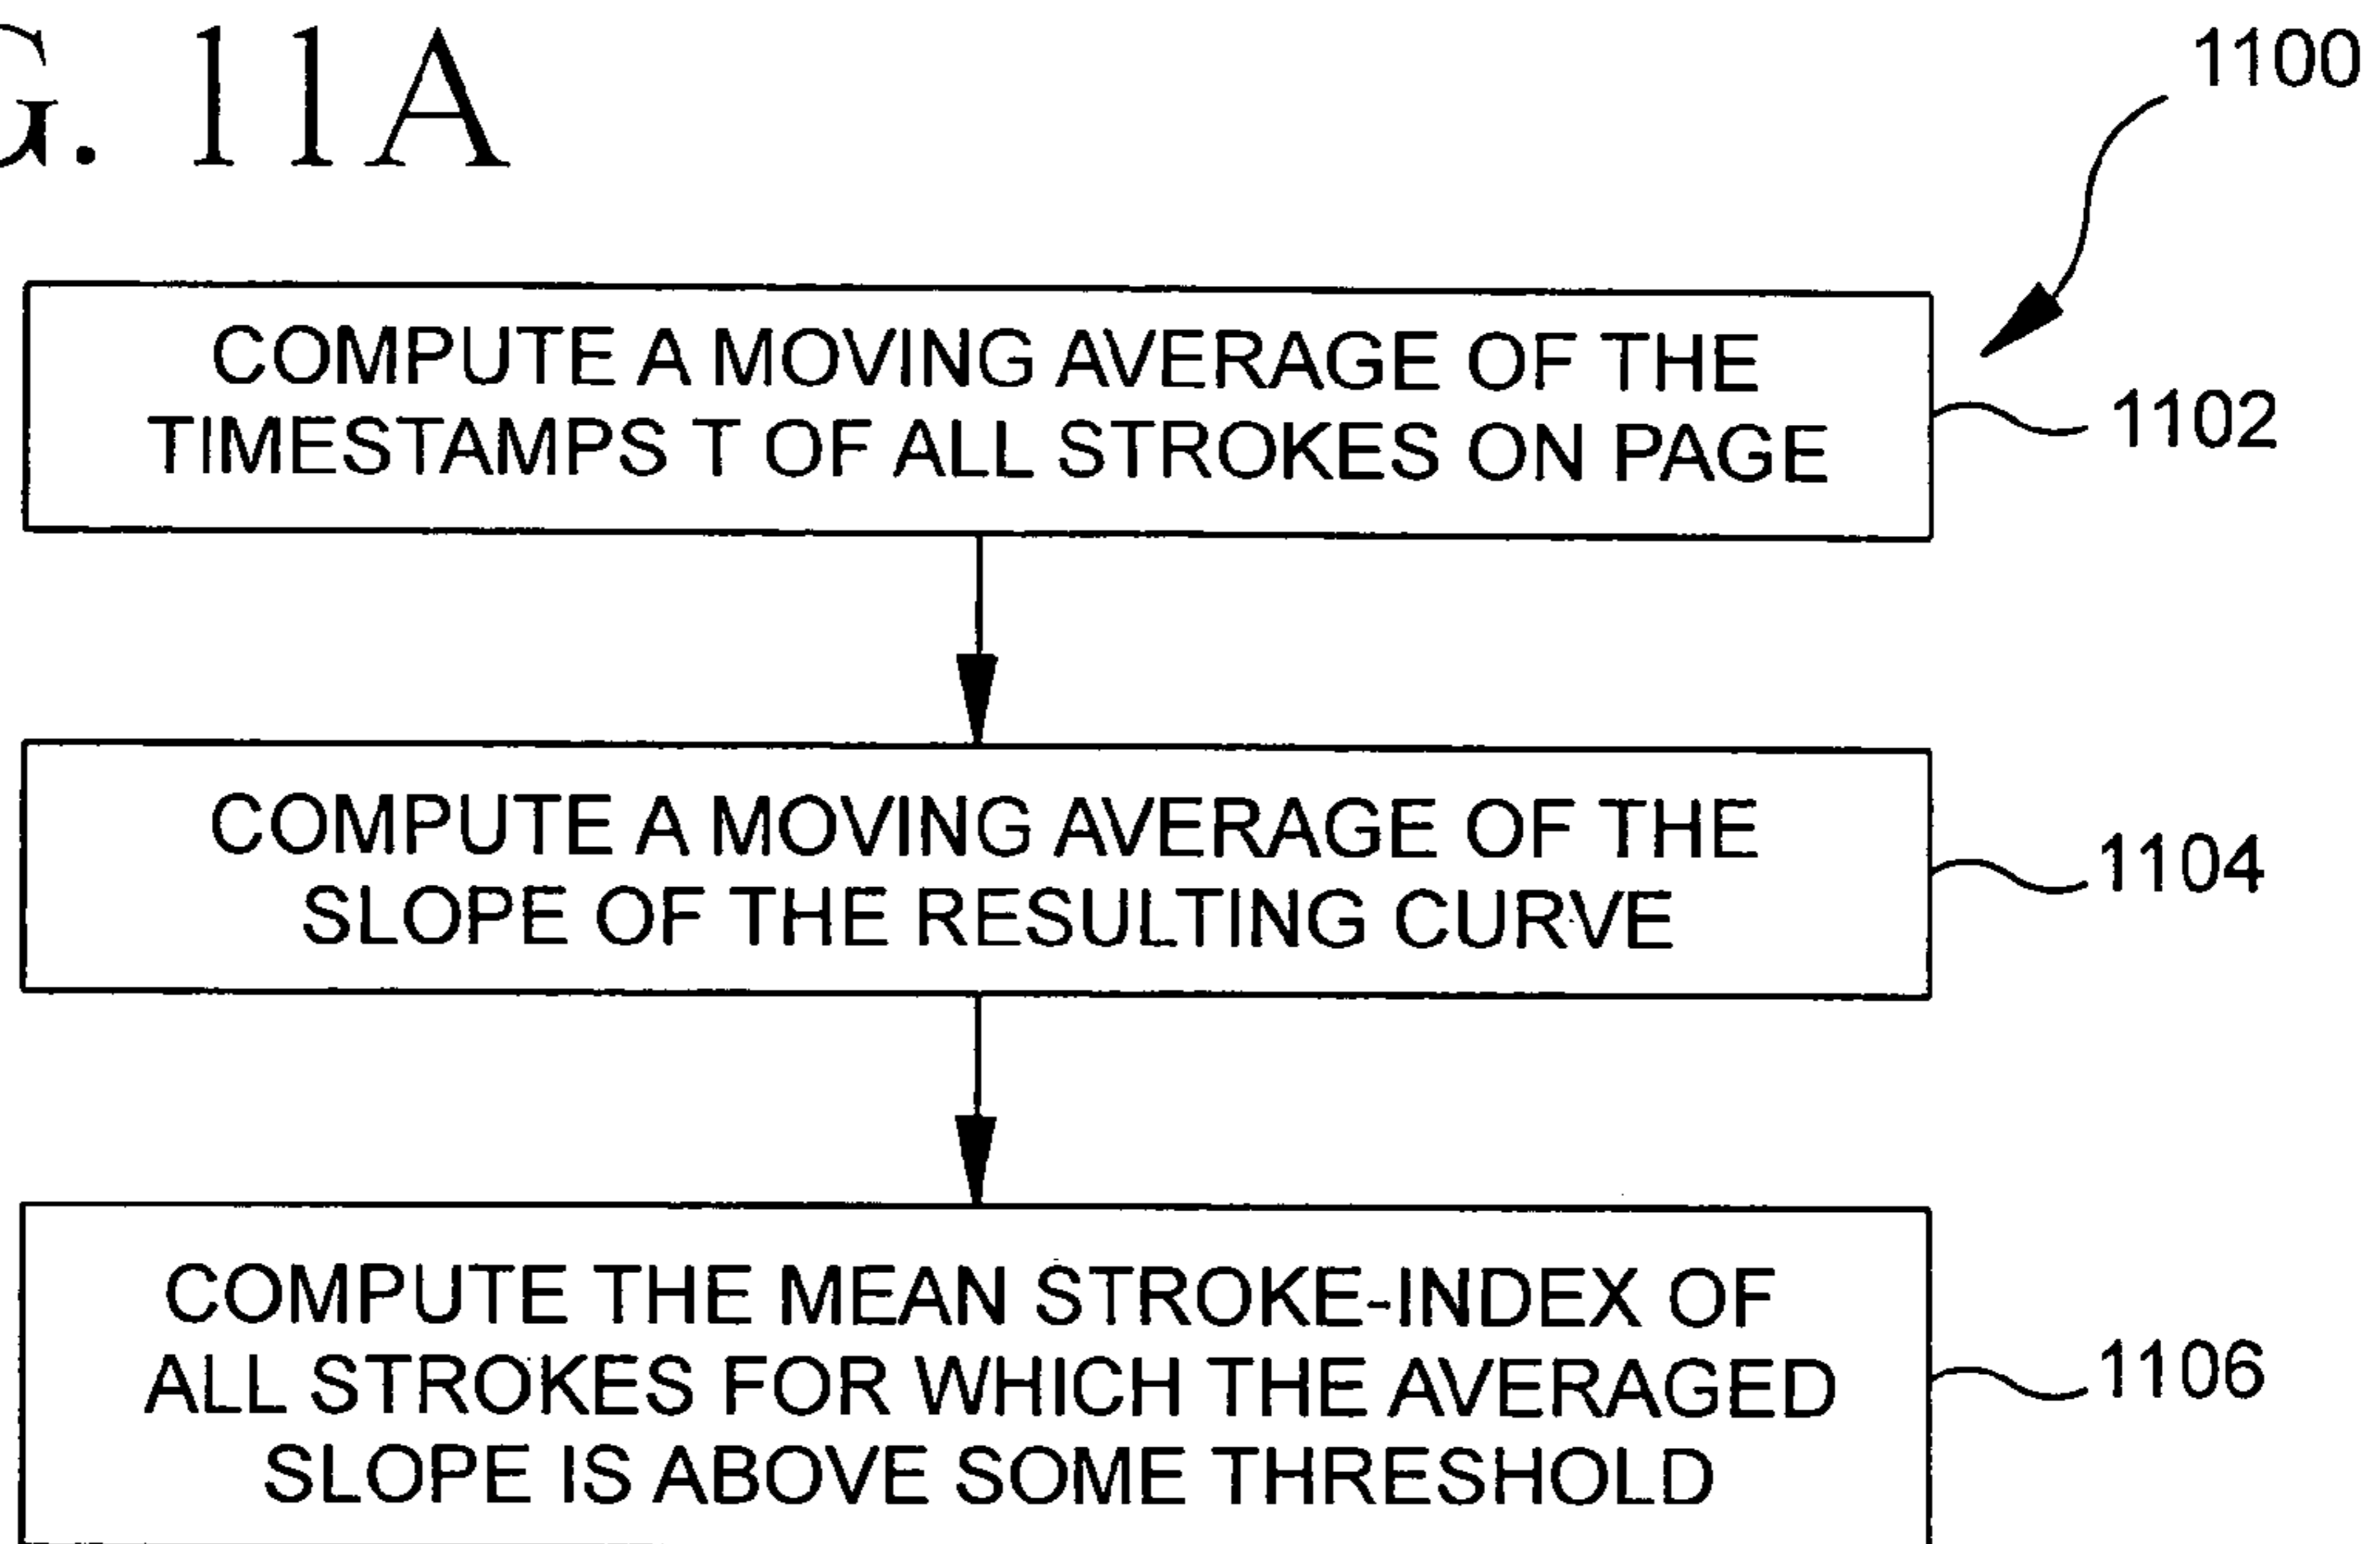 G. 11A
1100
COMPUTE A MOVING AVERAGE OF THE
TIMESTAMPS T OF ALL STROKES ON PAGE
1102
COMPUTE A MOVING AVERAGE OF THE
SLOPE OF THE RESULTING CURVE
1104
COMPUTE THE MEAN STROKE-INDEX OF
ALL STROKES FOR WHICH THE AVERAGED
SLOPE IS ABOVE SOME THRESHOLD
1106